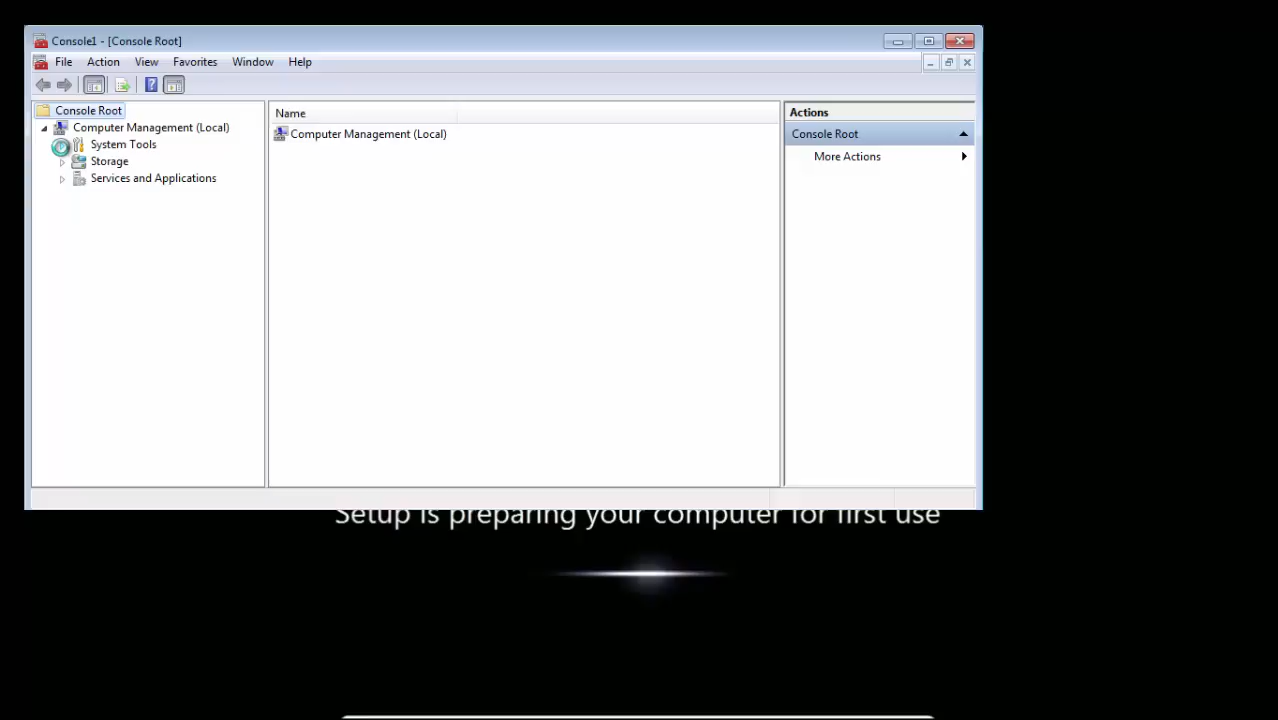 Console1 - [Console Root]
File Action View Favorites Window Help
Console Root
Computer Management (Local)
System Tools
Storage
Services and Applications
Name
Computer Management (Local)
Actions
Console Root
More Actions
Setup is preparing your computer for first use